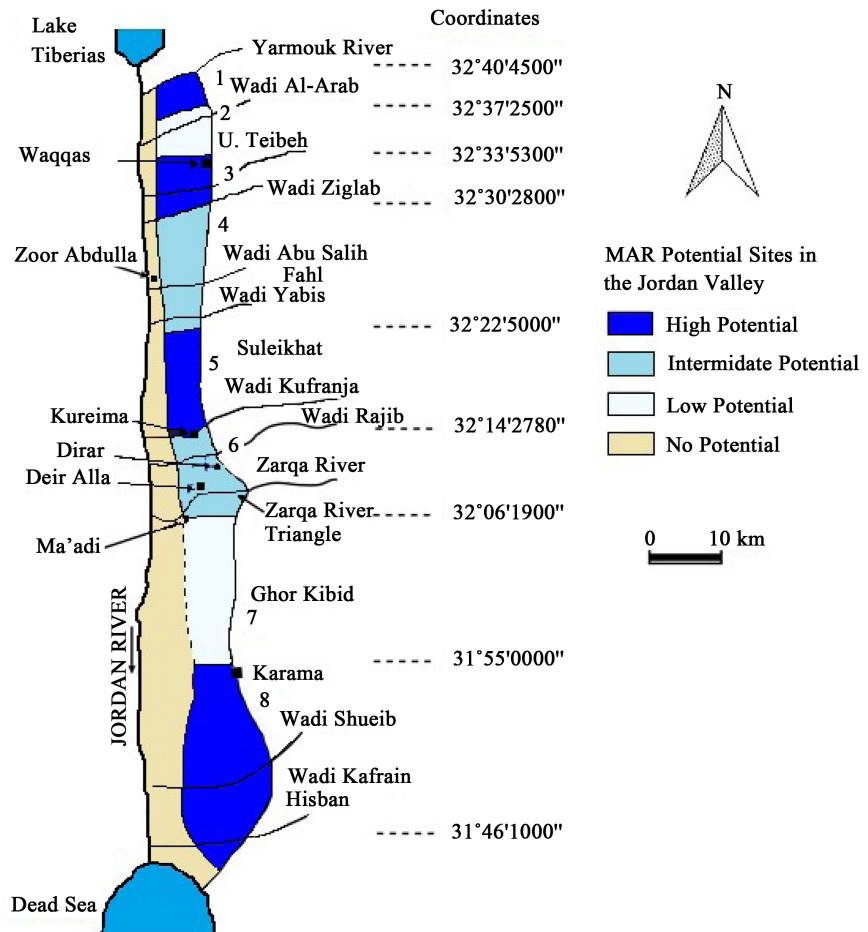 Coordinates
Lake
Tiberias
Yarmouk River
32˚40'4500"
1
Wadi Al-Arab
32˚37'2500"
2
U. Teibeh
Waqqas
32˚33'5300"
3
Wadi Ziglab
32˚30'2800"
4
N
Zoor Abdulla
Wadi Abu Salih
Fahl
Wadi Yabis
32˚22'5000"
MAR Potential Sites in
the Jordan Valley
High Potential
Intermidate Potential
Low Potential
No Potential
5
Suleikhat
Wadi Kufranja
Kureima
Wadi Rajib
32˚14'2780"
6
Dirar
Deir Alla
Zarqa River
Zarqa River
Triangle
32˚06'1900"
Ma’adi
0
10 km
Ghor Kibid
7
JORDAN RIVER
31˚55'0000"
Karama
8
Wadi Shueib
Wadi Kafrain
Hisban
31˚46'1000"
Dead Sea